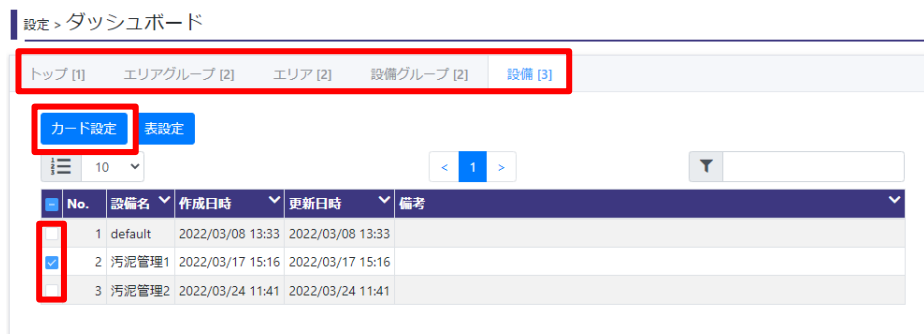 設定 > ダッシュボード
トップ [1] エリアグループ [2] エリア [2] 設備グループ [2] 設備 [3]
カード設定 表設定
10 < 1 >
No. 設備名 作成日時 更新日時 備考
1 default 2022/03/08 13:33 2022/03/08 13:33
2 汚泥管理1 2022/03/17 15:16 2022/03/17 15:16
3 汚泥管理2 2022/03/24 11:41 2022/03/24 11:41